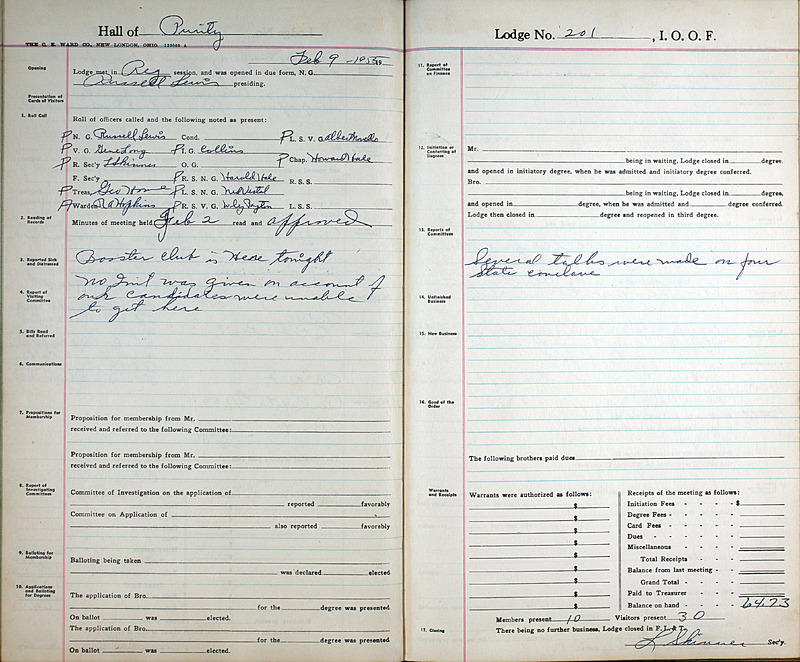 Hall of Purity
THE C. E. WARD CO. NEW LONDON, OHIO.
Feb 9 - 1953
Opening
Lodge met in Reg session, and was opened in due form, N. G.
Russell Lewis presiding.
Presentation of Cards of Visitors
1. Roll Call
Roll of officers called and the following noted as present:
P N. G. Russell Lewis Cond. P L. S. V. G. Albert
P V. G. Gene Long P I. G. Collins
P R. Sec'y L Skinner O. G. P Chap. Howard Hale
F. Sec'y P R. S. N. G. Harold Hale R. S. S.
P Treas. Geo P L. S. N. G. Ned Vestal
A Warden R A Hopkins P R. S. V. G. Wiley L. S. S.
2. Reading of Records
Minutes of meeting held Feb 2 read and approved
3. Reported Sick and Distressed
Booster club is Here tonight
4. Report of Visiting Committee
no Int was given on account of
our candidates were unable
to get here
5. Bills Read and Referred
6. Communications
7. Propositions for Membership
Proposition for membership from Mr.
received and referred to the following Committee:
Proposition for membership from Mr.
received and referred to the following Committee:
8. Report of Investigating Committees
Committee of Investigation on the application of
reported favorably
Committee on Application of
also reported favorably
9. Balloting for Membership
Balloting being taken
was declared elected
10. Applications and Balloting for Degrees
The application of Bro.
for the degree was presented.
On ballot was elected.
The application of Bro.
for the degree was presented.
On ballot was elected.
Lodge No. 201, I. O. O. F.
11. Report of Committee on Finance
12. Initiation or Conferring of Degrees
Mr.
being in waiting, Lodge closed in degree.
and opened in initiatory degree, when he was admitted and initiatory degree conferred.
Bro.
being in waiting, Lodge closed in degree.
and opened in degree, when he was admitted and degree conferred.
Lodge then closed in degree and reopened in third degree.
13. Reports of Committees
Several talks were made on our
State conclave
14. Unfinished Business
15. New Business
16. Good of the Order
The following brothers paid dues
Warrants and Receipts
Warrants were authorized as follows:
$
$
$
$
$
$
$
$
$
Receipts of the meeting as follows:
Initiation Fees - - - - $
Degree Fees - - - -
Card Fees - - - -
Dues - - - - -
Miscellaneous - - - -
Total Receipts - -
Balance from last meeting - -
Grand Total - - -
Paid to Treasurer - - -
Balance on hand - - - 64.23
Members present 10 Visitors present 30
17. Closing
There being no further business, Lodge closed in F. L. & T.
L Skinner Sec'y.